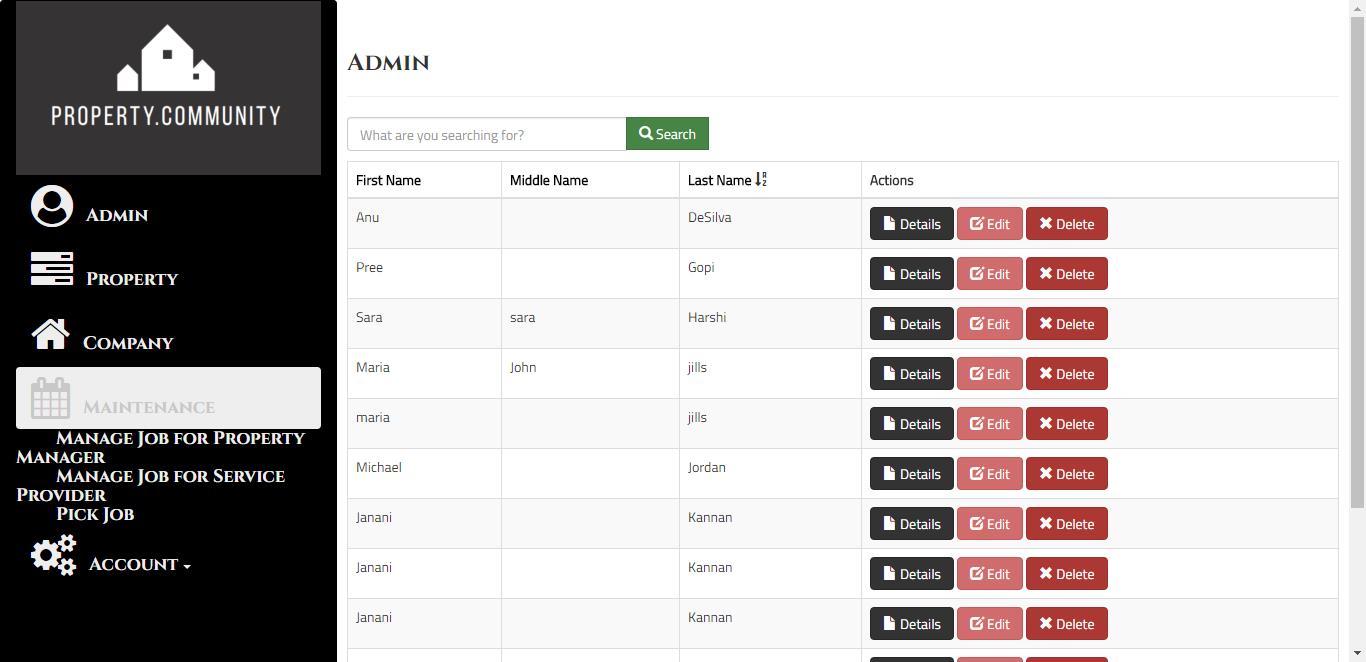 PROPERTY.COMMUNITY
Admin
Property
Company
Maintenance
Manage Job for Property
Manager
Manage Job for Service
Provider
Pick Job
Account
Admin
What are you searching for?
Search
First Name Middle Name Last Name Actions
Anu DeSilva Details Edit Delete
Pree Gopi Details Edit Delete
Sara sara Harshi Details Edit Delete
Maria John jills Details Edit Delete
maria jills Details Edit Delete
Michael Jordan Details Edit Delete
Janani Kannan Details Edit Delete
Janani Kannan Details Edit Delete
Janani Kannan Details Edit Delete